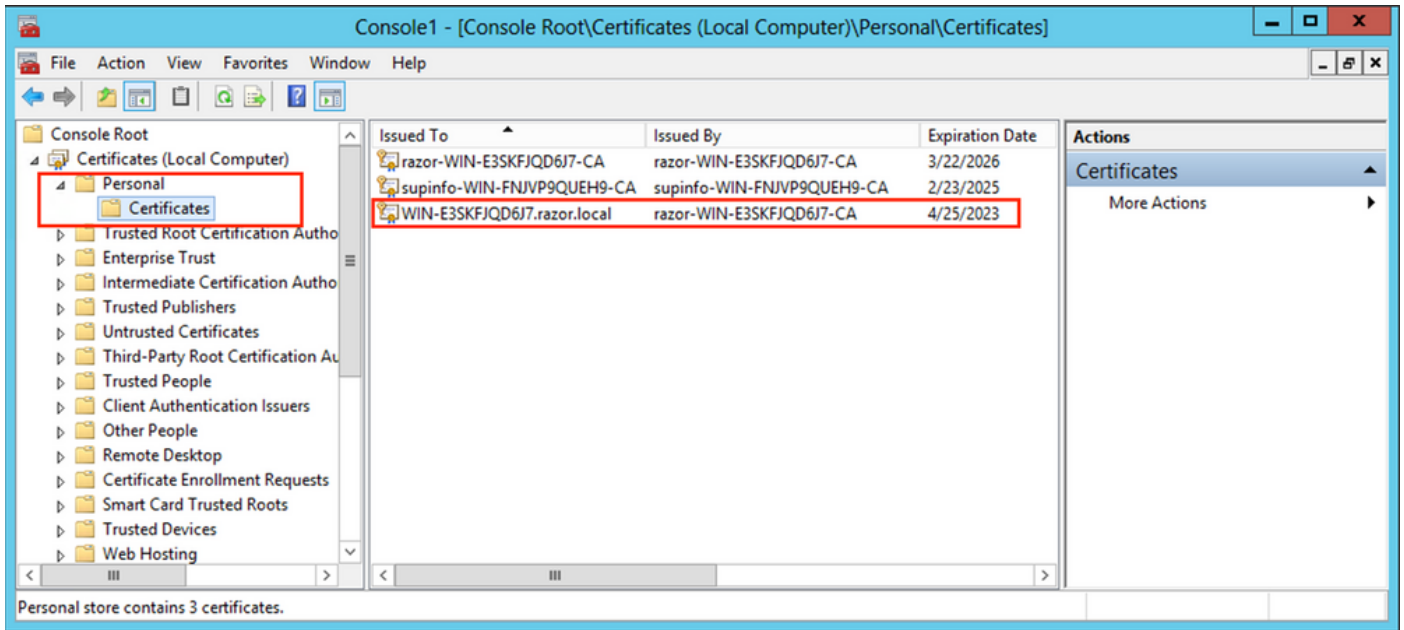 Console1 - [Console Root\Certificates (Local Computer)\Personal\Certificates]
File Action View Favorites Window Help
Console Root
Certificates (Local Computer)
Personal
Certificates
Trusted Root Certification Autho
Enterprise Trust
Intermediate Certification Autho
Trusted Publishers
Untrusted Certificates
Third-Party Root Certification Au
Trusted People
Client Authentication Issuers
Other People
Remote Desktop
Certificate Enrollment Requests
Smart Card Trusted Roots
Trusted Devices
Web Hosting
Issued To Issued By Expiration Date
razor-WIN-E3SKFJQD6J7-CA razor-WIN-E3SKFJQD6J7-CA 3/22/2026
supinfo-WIN-FNJVP9QUEH9-CA supinfo-WIN-FNJVP9QUEH9-CA 2/23/2025
WIN-E3SKFJQD6J7.razor.local razor-WIN-E3SKFJQD6J7-CA 4/25/2023
Actions
Certificates
More Actions
Personal store contains 3 certificates.